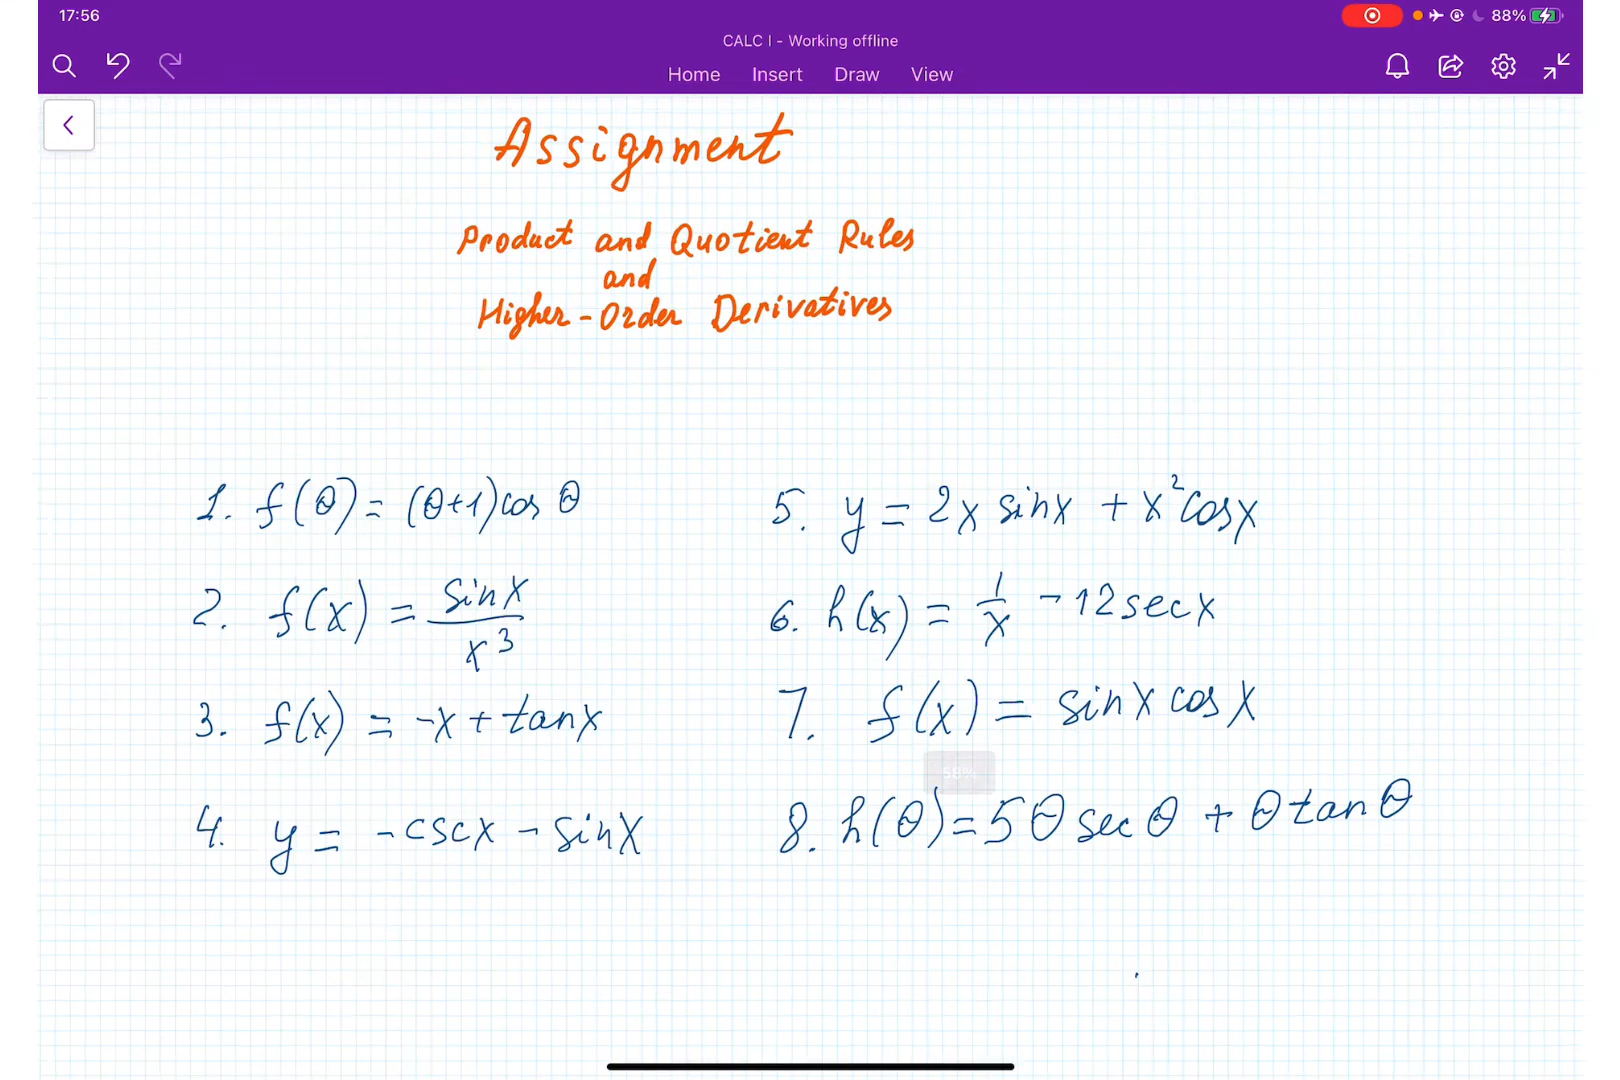 17:56
88%
CALC I - Working offline
Home Insert Draw View
Assignment
Product and Quotient Rules
and
Higher-Order Derivatives
1. f(θ) = (θ+1)cos θ
2. f(x) = sinx / x³
3. f(x) = -x + tanx
4. y = -cscx - sinx
5. y = 2x sinx + x²cosx
6. h(x) = 1/x - 12secx
7. f(x) = sinx cosx
58%
8. h(θ)=5θ secθ + θ tanθ